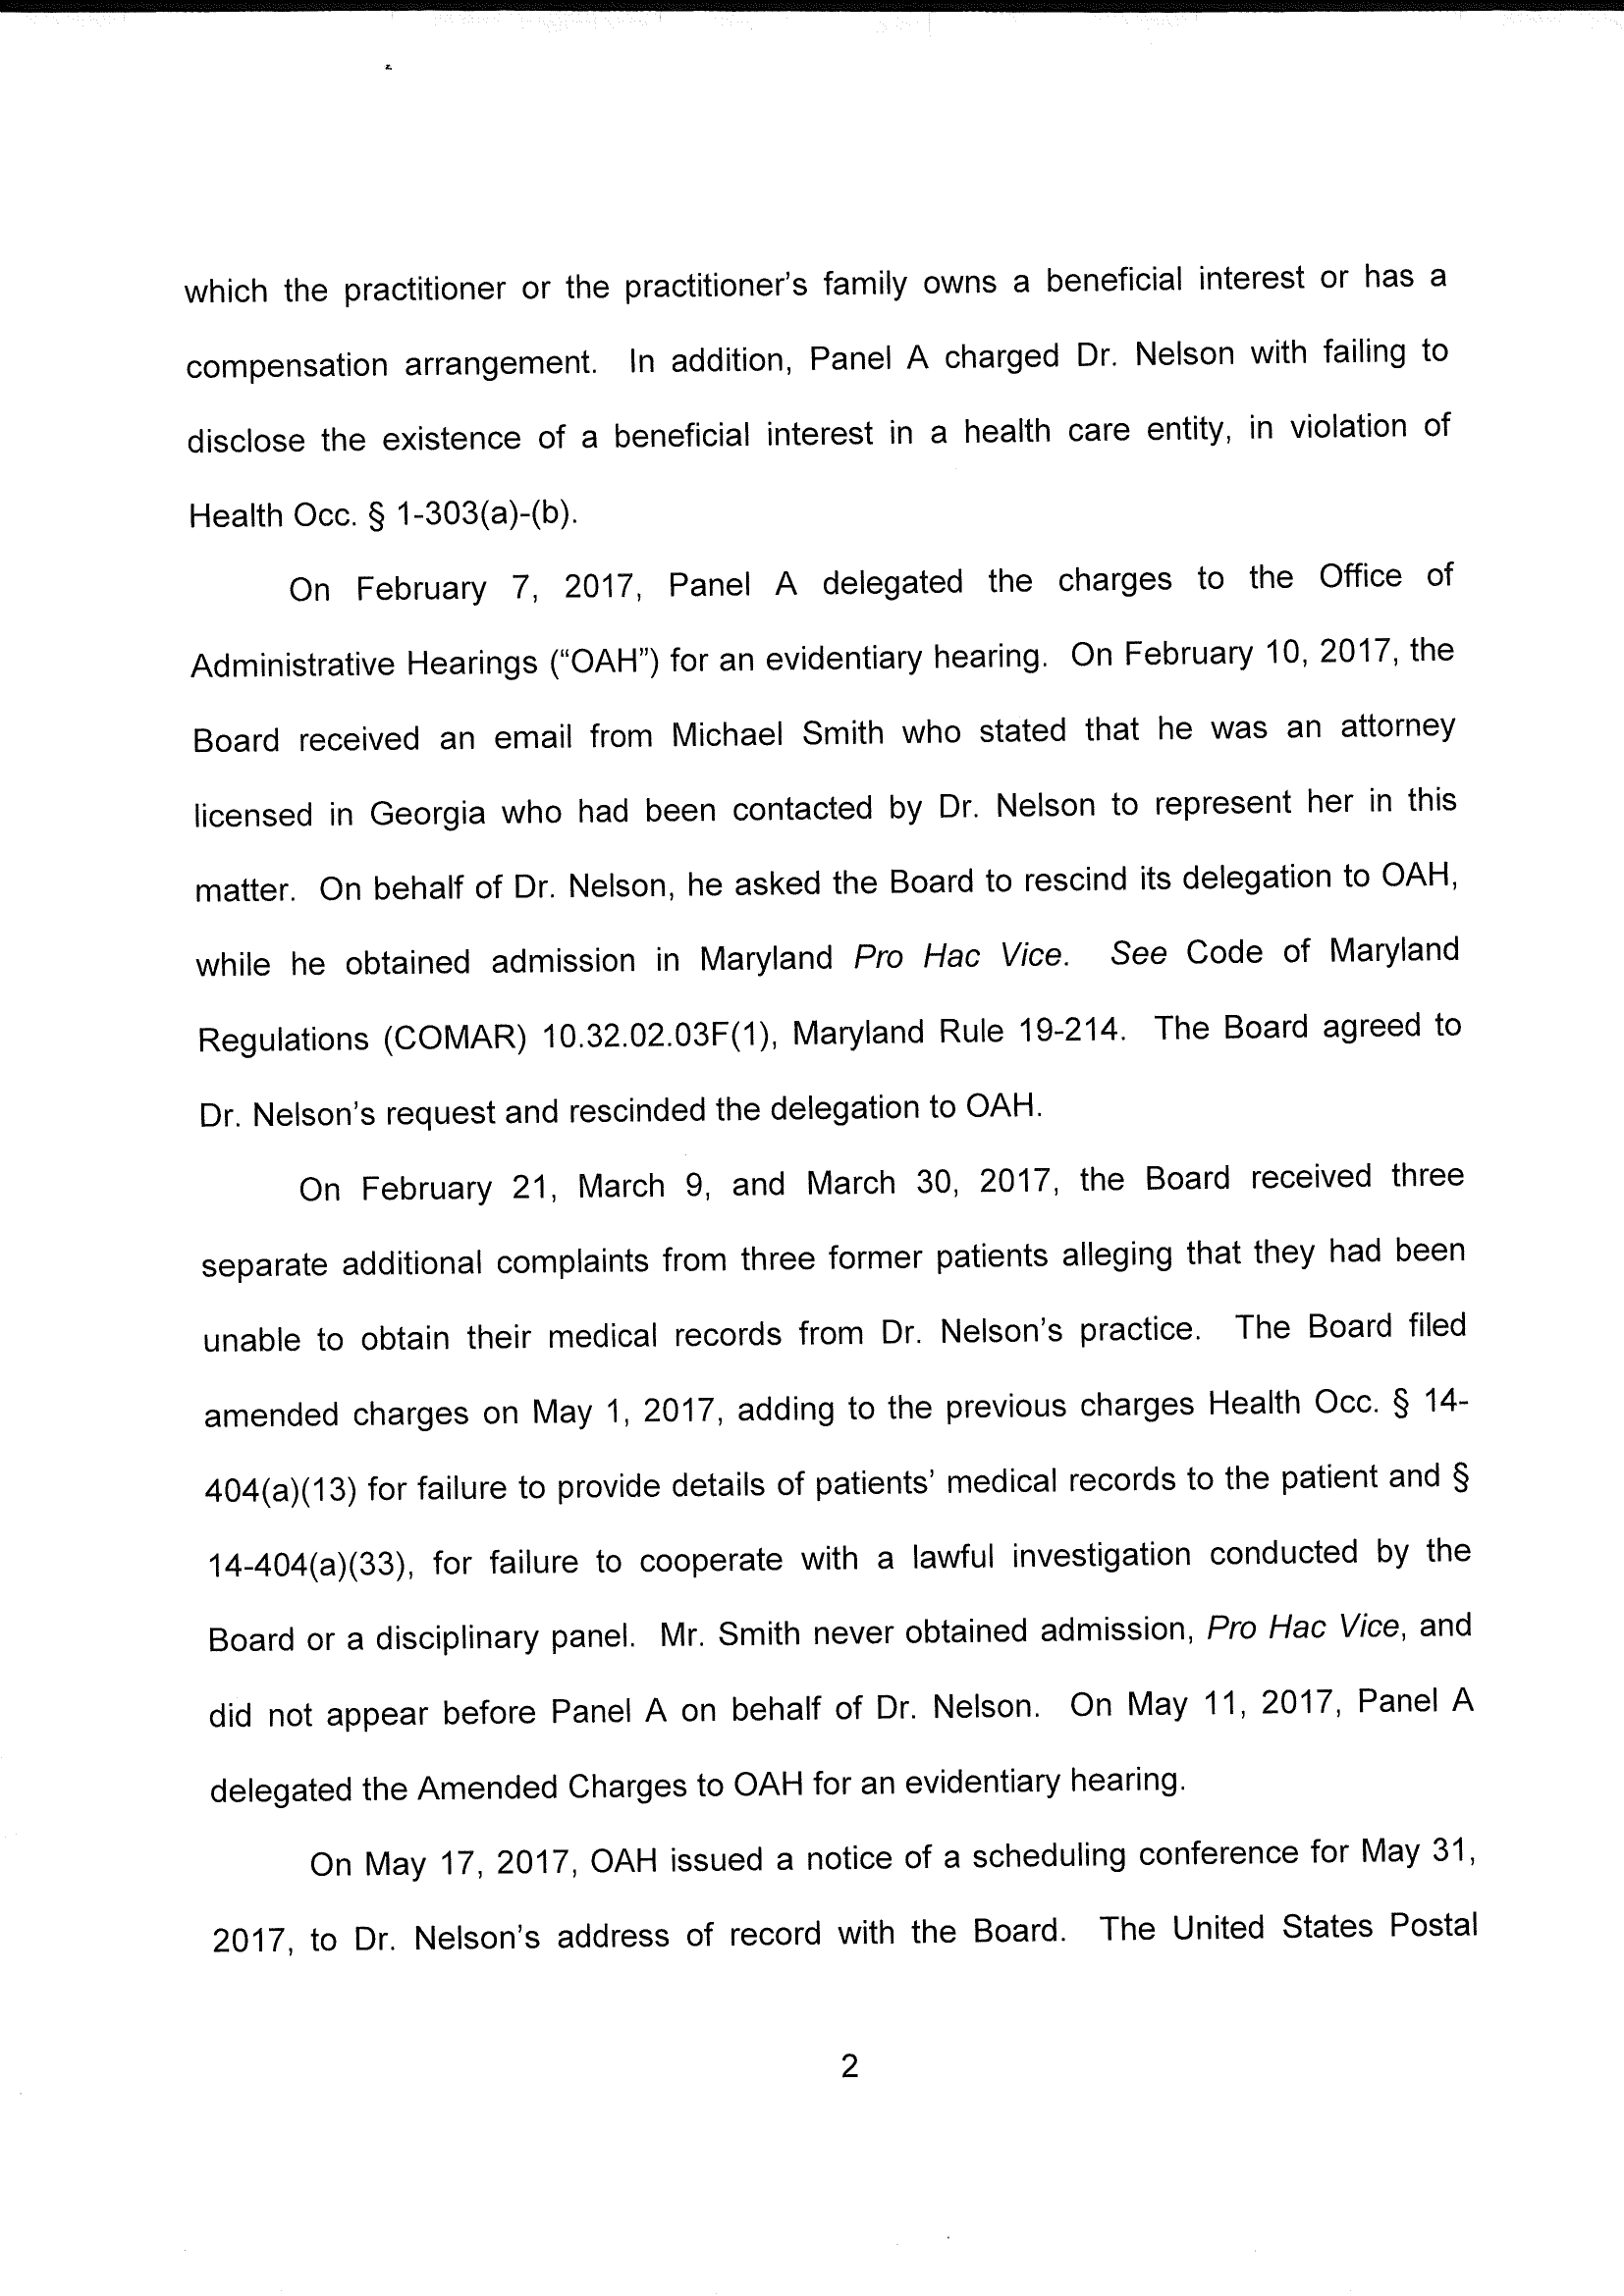 which the practitioner or the practitioner's family owns a beneficial interest or has a
compensation arrangement. In addition, Panel A charged Dr. Nelson with failing to
disclose the existence of a beneficial interest in a health care entity, in violation of
Health Occ. § 1-303(a)-(b).
On February 7, 2017, Panel A delegated the charges to the Office of
Administrative Hearings (“OAH”) for an evidentiary hearing. On February 10, 2017, the
Board received an email from Michael Smith who stated that he was an attorney
licensed in Georgia who had been contacted by Dr. Nelson to represent her in this
matter. On behalf of Dr. Nelson, he asked the Board to rescind its delegation to OAH,
while he obtained admission in Maryland Pro Hac Vice. See Code of Maryland
Regulations (COMAR) 10.32.02.03F(1), Maryland Rule 19-214. The Board agreed to
Dr. Nelson's request and rescinded the delegation to OAH.
On February 21, March 9, and March 30, 2017, the Board received three
separate additional complaints from three former patients alleging that they had been
unable to obtain their medical records from Dr. Nelson's practice. The Board filed
amended charges on May 1, 2017, adding to the previous charges Health Occ. § 14-
404(a)(13) for failure to provide details of patients' medical records to the patient and §
14-404(a)(33), for failure to cooperate with a lawful investigation conducted by the
Board or a disciplinary panel. Mr. Smith never obtained admission, Pro Hac Vice, and
did not appear before Panel A on behalf of Dr. Nelson. On May 11, 2017, Panel A
delegated the Amended Charges to OAH for an evidentiary hearing.
On May 17, 2017, OAH issued a notice of a scheduling conference for May 31,
2017, to Dr. Nelson's address of record with the Board. The United States Postal
2